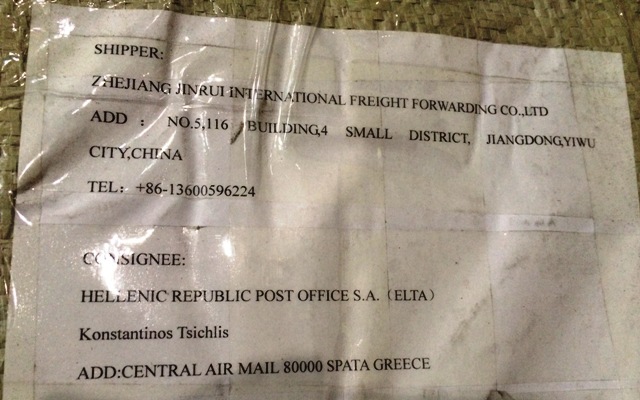 SHIPPER:
ZHEJIANG JINRUI INTERNATIONAL FREIGHT FORWARDING CO.,LTD
ADD : NO.5,116 BUILDING,4 SMALL DISTRICT, JIANGDONG,YIWU
CITY,CHINA
TEL: +86-13600596224
CONSIGNEE:
HELLENIC REPUBLIC POST OFFICE S.A.（ELTA）
Konstantinos Tsichlis
ADD:CENTRAL AIR MAIL 80000 SPATA GREECE